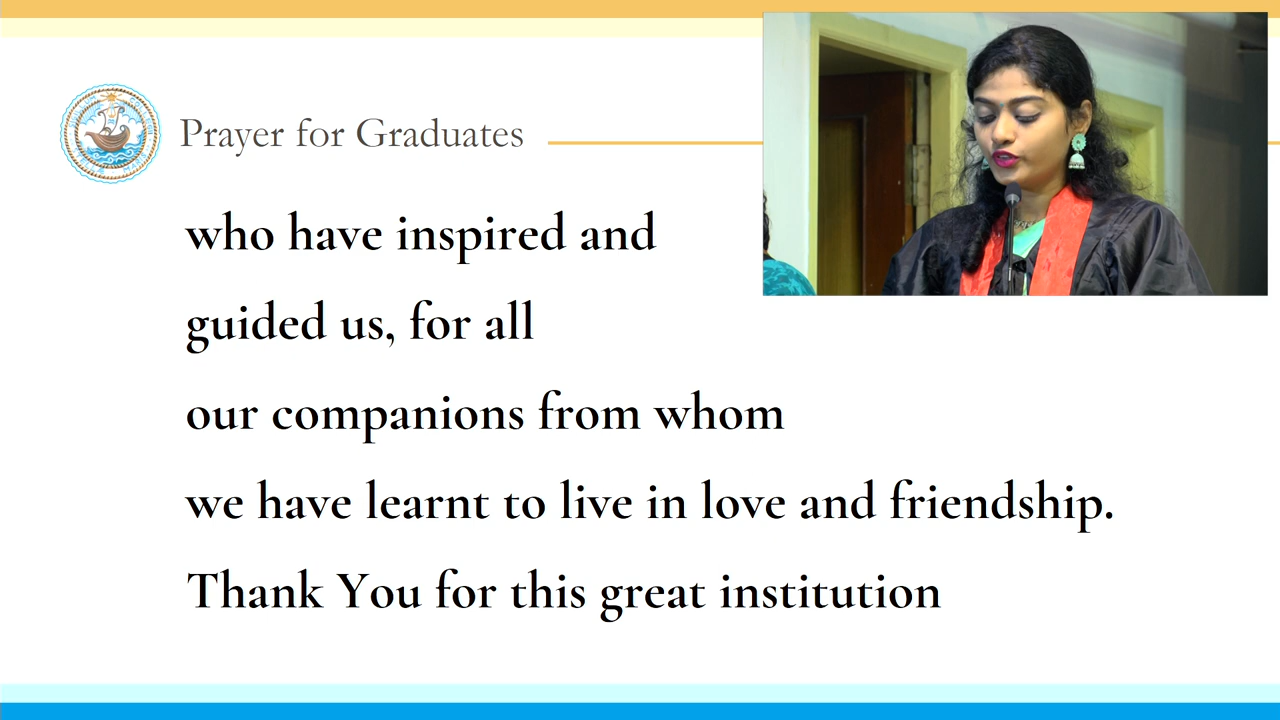 Prayer for Graduates
who have inspired and
guided us, for all
our companions from whom
we have learnt to live in love and friendship.
Thank You for this great institution